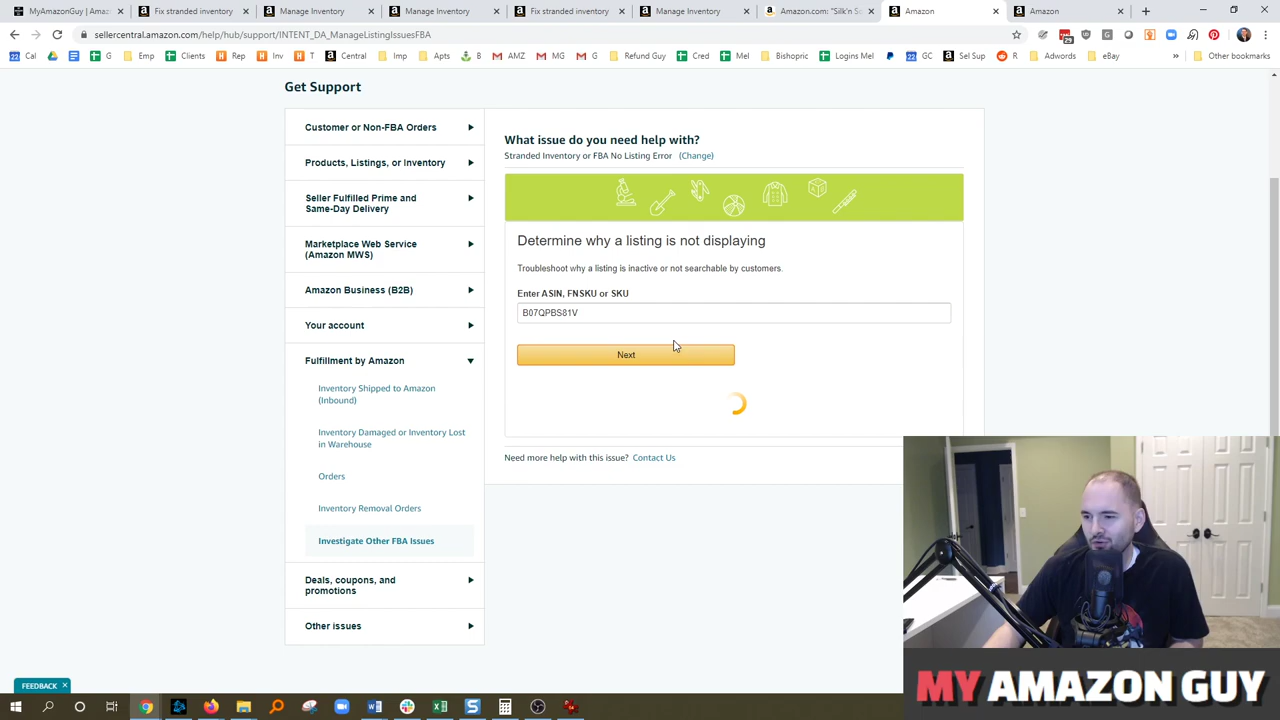 MyAmazonGuy: Amaz
Fix stranded inventory
Manage Inventory
Manage Inventory
Fix stranded inventory
Manage Inventory
Amazon.com: "Silk'n Se
Amazon
Amazon
sellercentral.amazon.com/help/hub/support/INTENT_DA_ManageListingIssuesFBA
29
Cal
G
Emp
Clients
Rep
Inv
T
Central
Imp
Apts
B
AMZ
MG
G
Refund Guy
Cred
Mel
Bishopric
Logins Mel
GC
Sel Sup
R
Adwords
eBay
»
Other bookmarks
Get Support
Customer or Non-FBA Orders
Products, Listings, or Inventory
Seller Fulfilled Prime and
Same-Day Delivery
Marketplace Web Service
(Amazon MWS)
Amazon Business (B2B)
Your account
Fulfillment by Amazon
Inventory Shipped to Amazon
(Inbound)
Inventory Damaged or Inventory Lost
in Warehouse
Orders
Inventory Removal Orders
Investigate Other FBA Issues
Deals, coupons, and
promotions
Other issues
What issue do you need help with?
Stranded Inventory or FBA No Listing Error (Change)
Determine why a listing is not displaying
Troubleshoot why a listing is inactive or not searchable by customers.
Enter ASIN, FNSKU or SKU
B07QPBS81V
Next
Need more help with this issue? Contact Us
FEEDBACK
MY AMAZON GUY